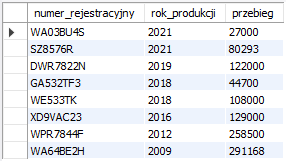 numer_rejestracyjny rok_produkcji przebieg
WA03BU4S 2021 27000
SZ8576R 2021 80293
DWR7822N 2019 122000
GA532TF3 2018 44700
WE533TK 2018 108000
XD9VAC23 2016 129000
WPR7844F 2012 258500
WA64BE2H 2009 291168